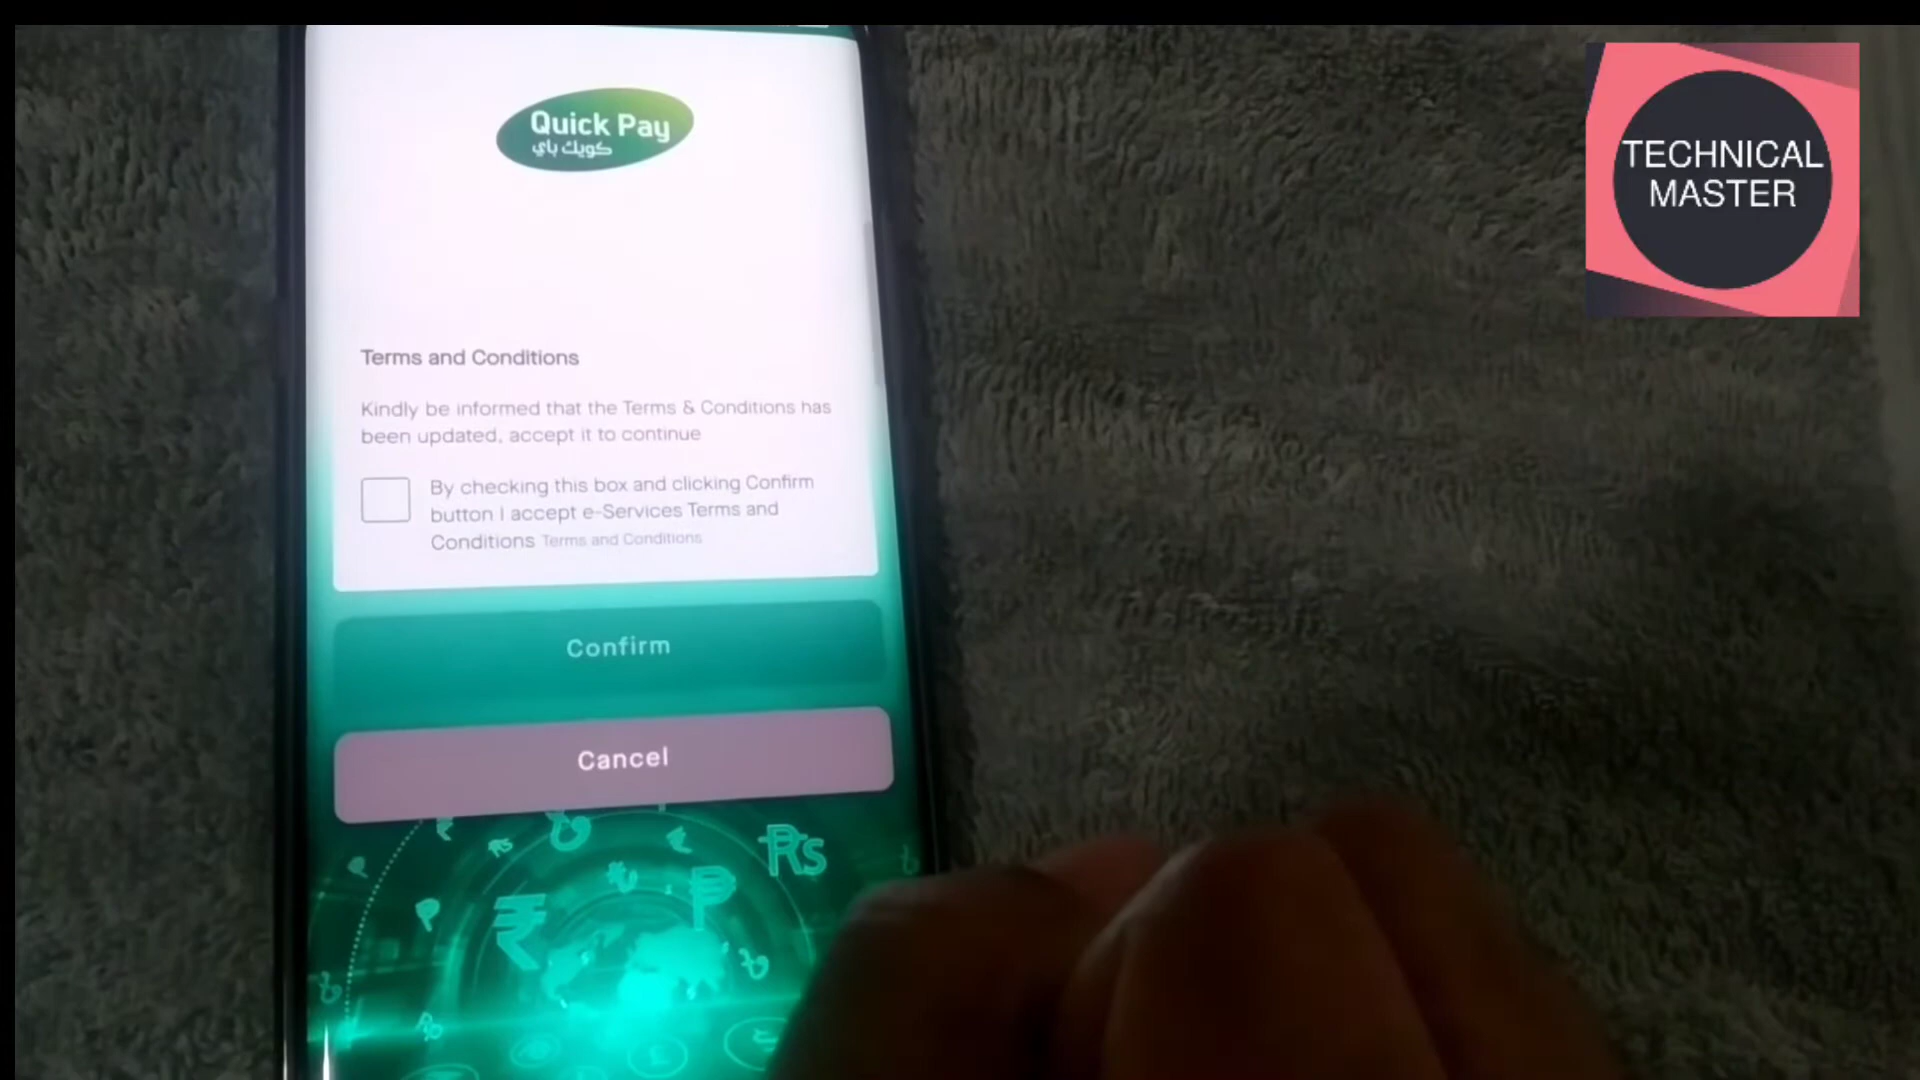 Quick Pay
كويك باي
TECHNICAL
MASTER
Terms and Conditions
Kindly be informed that the Terms & Conditions has
been updated, accept it to continue
By checking this box and clicking Confirm
button I accept e-Services Terms and
Conditions Terms and Conditions
Confirm
Cancel
Rs